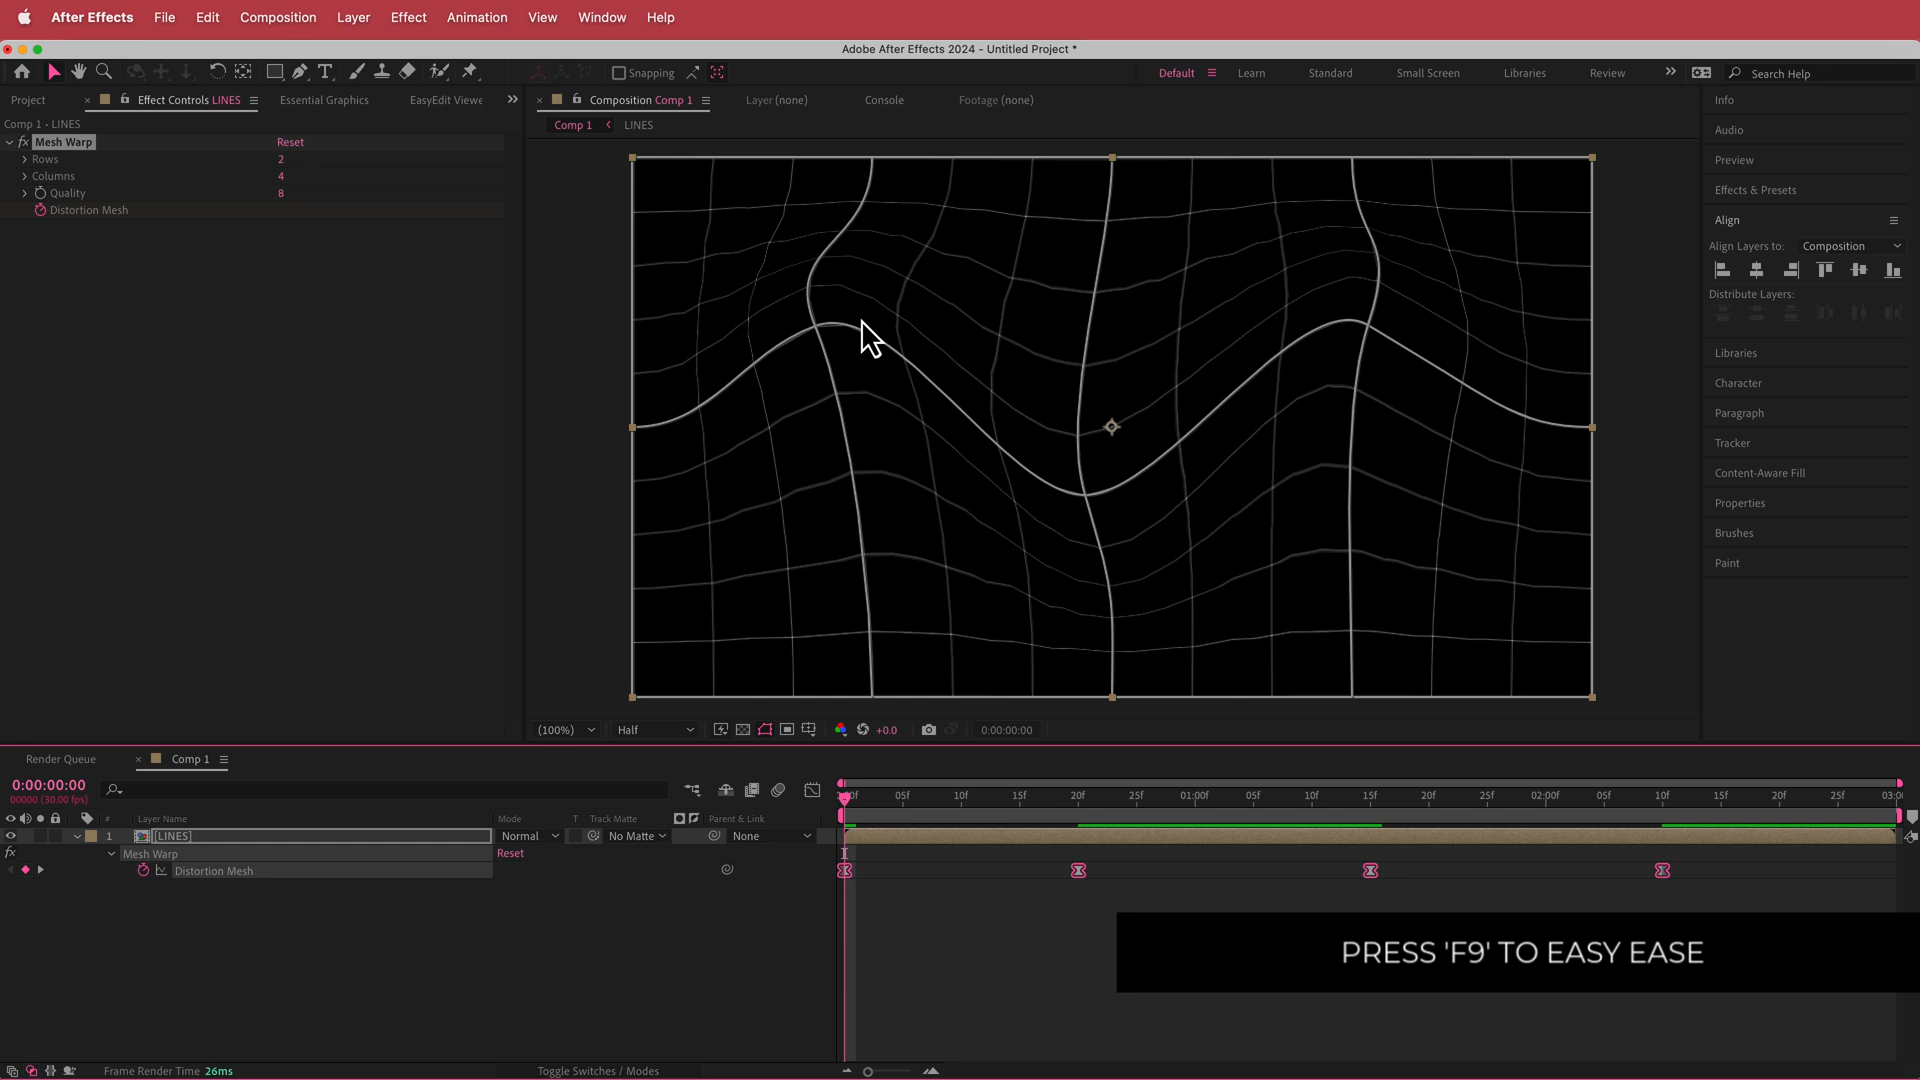 After Effects File Edit Composition Layer Effect Animation View Window Help
Adobe After Effects 2024 - Untitled Project *
Snapping
Default Learn Standard Small Screen Libraries Review Search Help
Project Effect Controls LINES Essential Graphics EasyEdit Viewe
Composition Comp 1 Layer (none) Console Footage (none)
Comp 1 • LINES
Comp 1 LINES
fx Mesh Warp Reset
Rows 2
Columns 4
Quality 8
Distortion Mesh
Info
Audio
Preview
Effects & Presets
Align
Align Layers to: Composition
Distribute Layers:
Libraries
Character
Paragraph
Tracker
Content-Aware Fill
Properties
Brushes
Paint
(100%) Half +0.0 0:00:00:00
Render Queue Comp 1
0:00:00:00
00000 (30.00 fps)
05f 10f 15f 20f 25f 01:00f 05f 10f 15f 20f 25f 02:00f 05f 10f 15f 20f 25f
# Layer Name Mode T Track Matte Parent & Link
1 [LINES] Normal No Matte None
fx Mesh Warp Reset
Distortion Mesh
PRESS 'F9' TO EASY EASE
Frame Render Time 26ms Toggle Switches / Modes